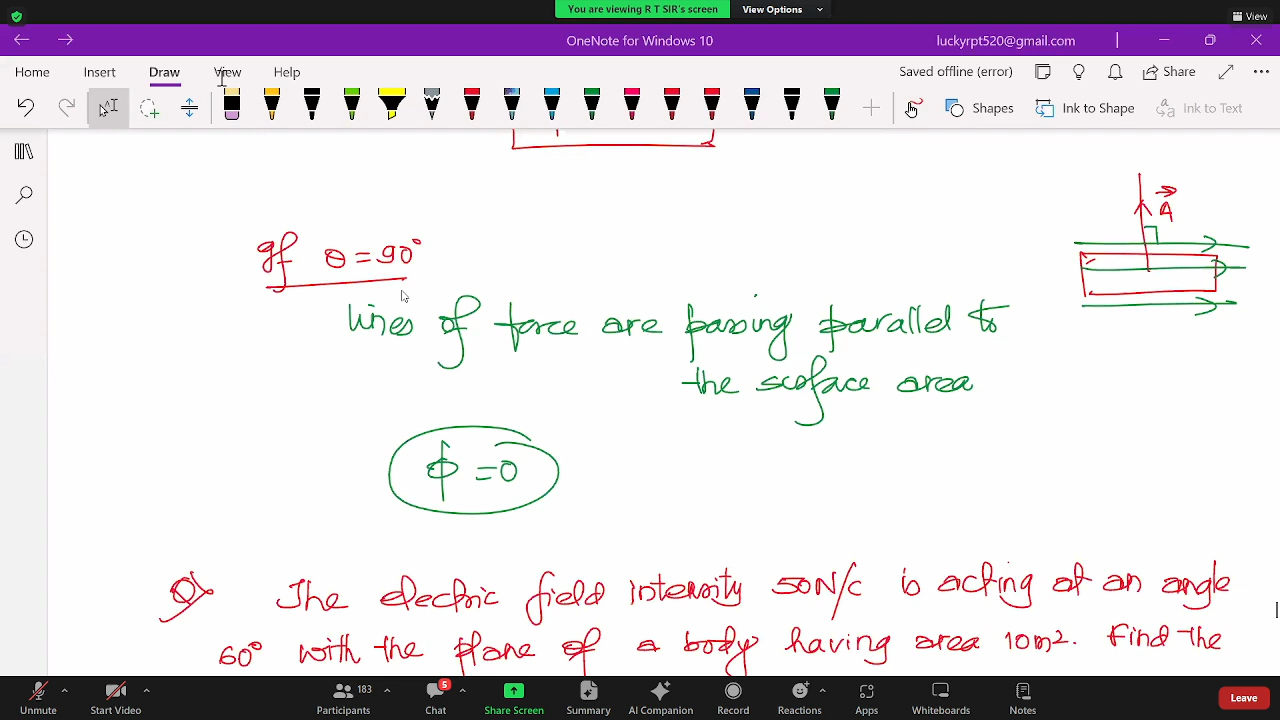 You are viewing R T SIR's screen
View Options
View
OneNote for Windows 10
luckyrpt520@gmail.com
Home
Insert
Draw
View
Help
Saved offline (error)
Share
Shapes
Ink to Shape
Ink to Text
A
If θ = 90°
lines of force are passing parallel to
the surface area
ϕ = 0
Q The electric field intensity 50N/C is acting at an angle
60° with the plane of a body having area 10m². Find the
Unmute
Start Video
183
Participants
5
Chat
Share Screen
Summary
AI Companion
Record
Reactions
Apps
Whiteboards
Notes
Leave